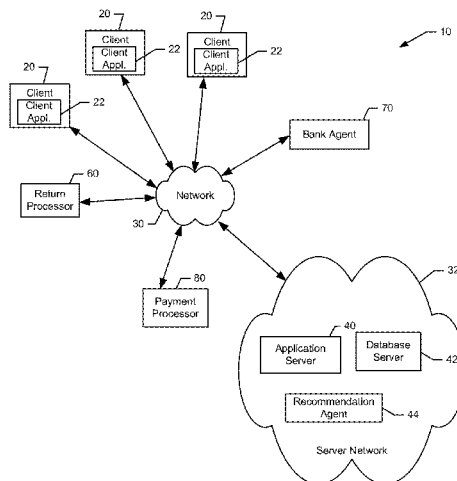 20
20
20
10
Client
Client
Appl.
22
Client
Client
Appl.
22
Client
Client
Appl.
22
70
Bank Agent
60
Return
Processor
Network
30
80
Payment
Processor
32
40
Application
Server
Database
Server
42
Recommendation
Agent
44
Server Network